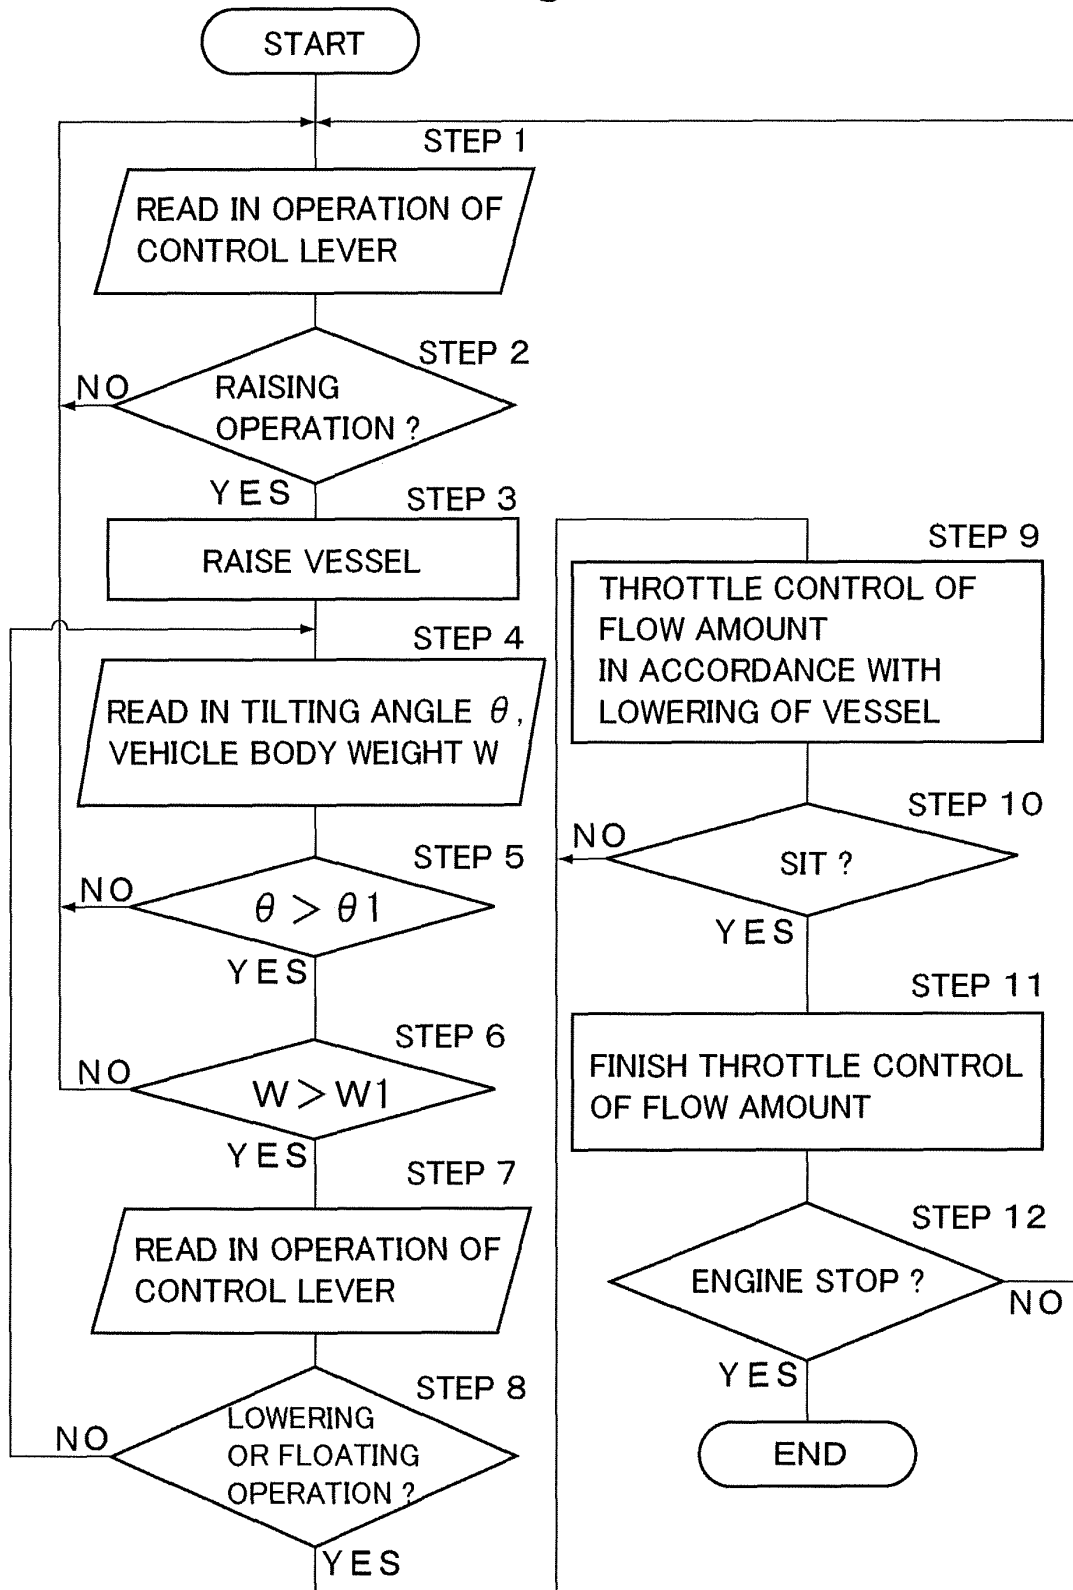 START
STEP 1
READ IN OPERATION OF
CONTROL LEVER
STEP 2
NO
RAISING
OPERATION ?
YES
STEP 3
RAISE VESSEL
STEP 4
READ IN TILTING ANGLE θ,
VEHICLE BODY WEIGHT W
STEP 5
NO
θ > θ1
YES
STEP 6
NO
W > W1
YES
STEP 7
READ IN OPERATION OF
CONTROL LEVER
STEP 8
NO
LOWERING
OR FLOATING
OPERATION ?
YES
STEP 9
THROTTLE CONTROL OF
FLOW AMOUNT
IN ACCORDANCE WITH
LOWERING OF VESSEL
STEP 10
NO
SIT ?
YES
STEP 11
FINISH THROTTLE CONTROL
OF FLOW AMOUNT
STEP 12
ENGINE STOP ?
NO
YES
END